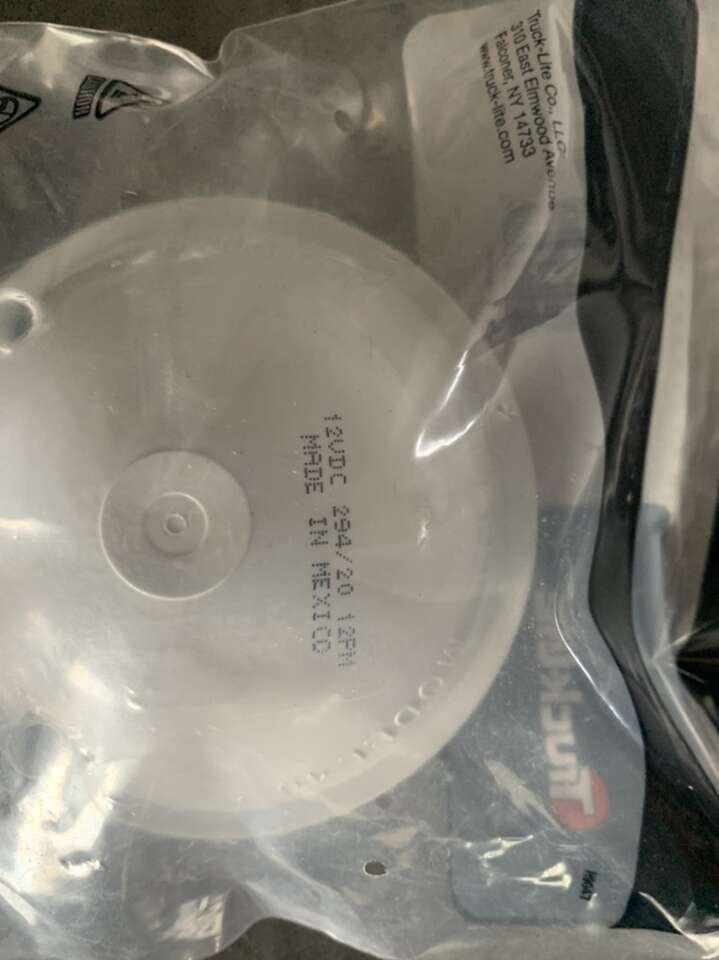 Truck-Lite Co., LLC
310 East Elmwood Avenue
Falconer, NY 14733
www.truck-lite.com
12VDC 294/20 12PM
MADE IN MEXICO